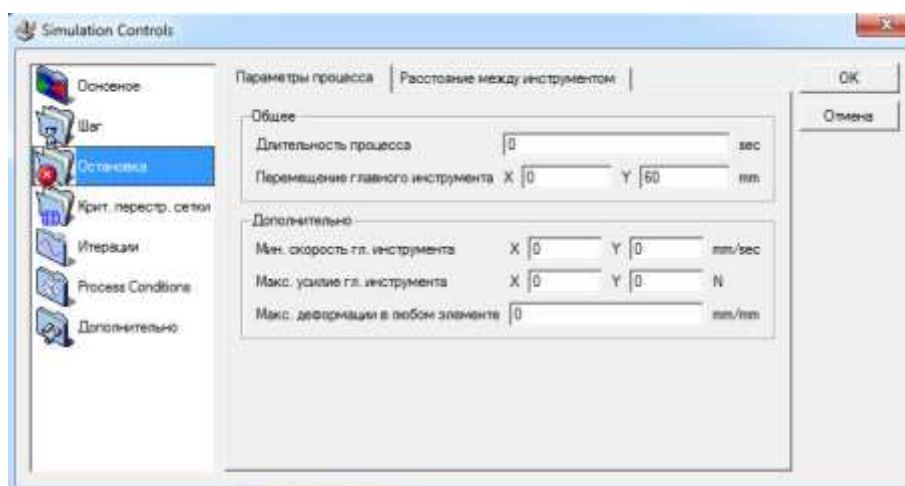 Simulation Controls
Основное
Шаг
Остановка
Крит. перестр. сетки
Итерации
Process Conditions
Дополнительно
Параметры процесса
Расстояние между инструментом
Общее
Длительность процесса 0 sec
Перемещение главного инструмента X 0 Y 60 mm
Дополнительно
Мин. скорость гл. инструмента X 0 Y 0 mm/sec
Макс. усилие гл. инструмента X 0 Y 0 N
Макс. деформации в любом элементе 0 mm/mm
OK
Отмена